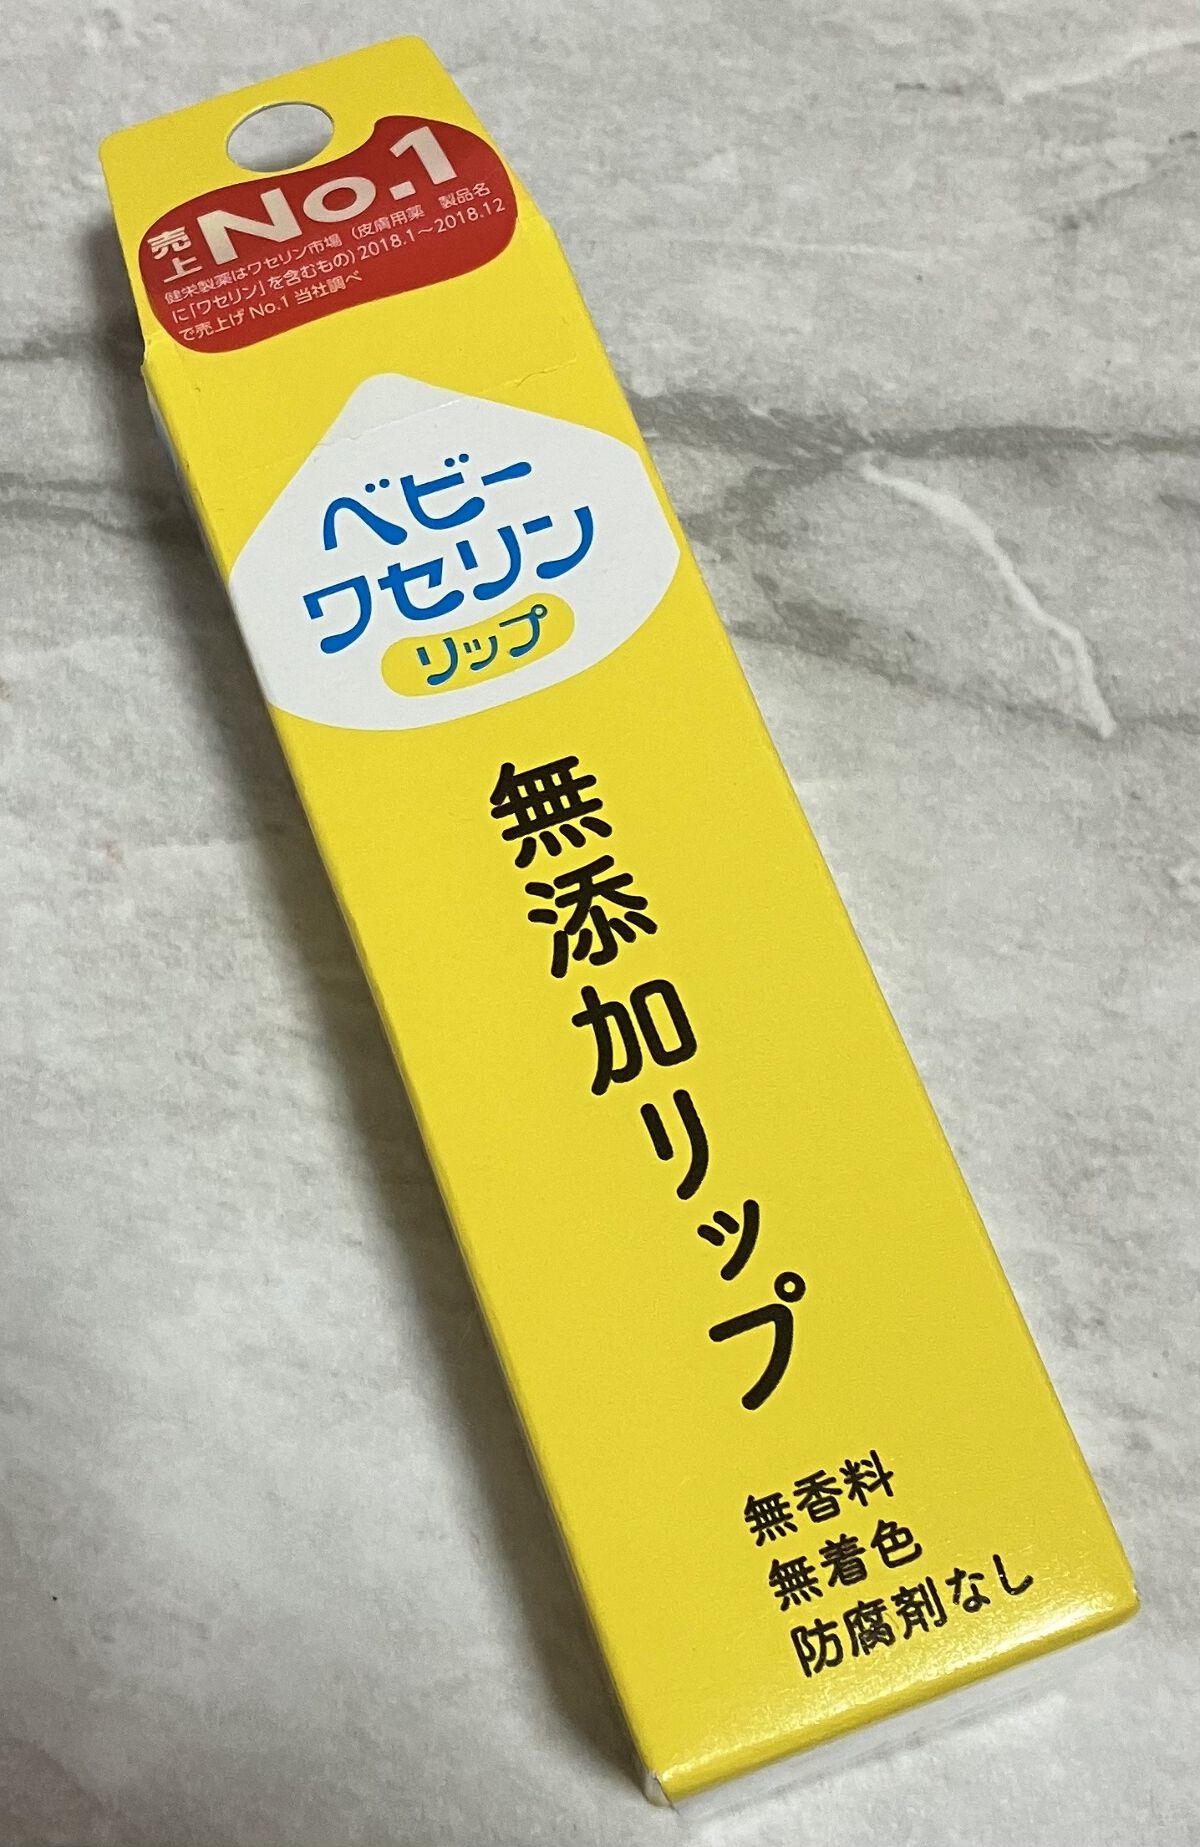 売上 No.1
健栄製薬はワセリン市場（皮膚用薬 製品名
に「ワセリン」を含むもの）2018.1～2018.12
で売上げNo.1 当社調べ
ベビー
ワセリン
リップ
無添加リップ
無香料
無着色
防腐剤なし